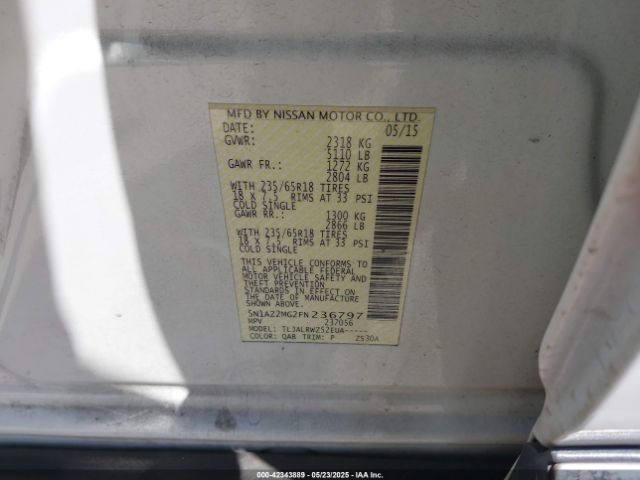 MFD BY NISSAN MOTOR CO., LTD.
DATE: 05/15
GVWR: 2318 KG
5110 LB
GAWR FR.: 1272 KG
2804 LB
WITH 235/65R18 TIRES
18 X 7.5 RIMS AT 33 PSI
COLD SINGLE
GAWR RR.: 1300 KG
2866 LB
WITH 235/65R18 TIRES
18 X 7.5 RIMS AT 33 PSI
COLD SINGLE
THIS VEHICLE CONFORMS TO
ALL APPLICABLE FEDERAL
MOTOR VEHICLE SAFETY AND
THEFT PREVENTION
STANDARDS IN EFFECT ON
THE DATE OF MANUFACTURE
SHOWN ABOVE.
5N1AZ2MG2FN236797
MPV 237056
MODEL: TLJALRWZ52EUA-----
COLOR: QAB TRIM: P Z530A
000-42343889 - 05/23/2025 - IAA Inc.